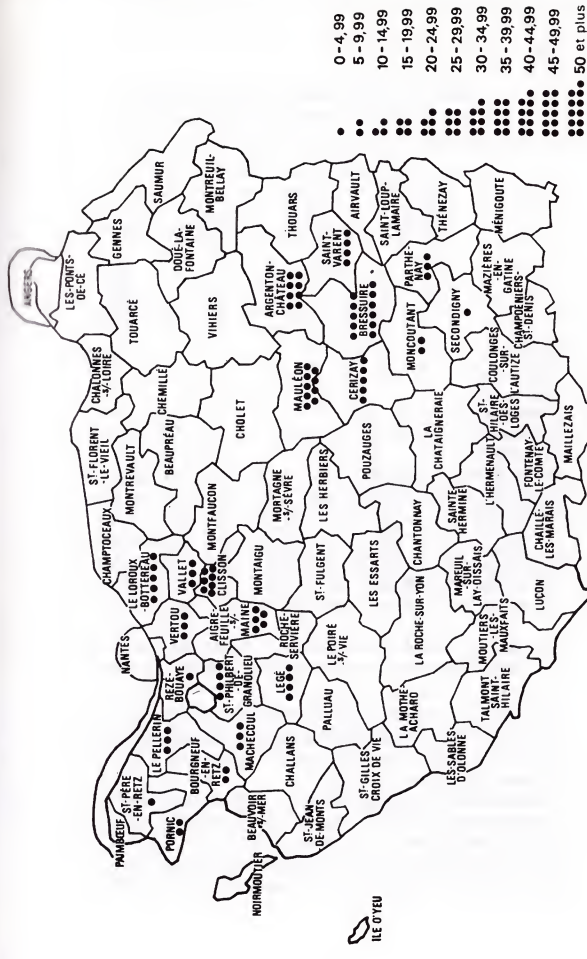 ANGERS
LES-PONTS-
DE-CÉ
GENNES
SAUMUR
MONTREUIL-
BELLAY
DOUÉ-LA-
FONTAINE
TOUARCÉ
CHALONNES
-s/-LOIRE
ST-FLORENT
-LE-VIEIL
CHAMPTOCEAUX
MONTREVAULT
BEAUPRÉAU
CHEMILLÉ
VIHIERS
CHOLET
MONTFAUCON
NANTES
LE LOROUX
-BOTTEREAU
VALLET
CLISSON
VERTOU
AIGRE-
FEUILLE
-s/-
MAINE
REZÉ-
BOUAYE
ST-PHILBERT
-DE-
GRANDLIEU
LE PELLERIN
PAIMBŒUF
ST-PÈRE
-EN-RETZ
PORNIC
BOURGNEUF
-EN-
RETZ
MACHECOUL
LEGÉ
ROCHE-
SERVIÈRE
MONTAIGU
MORTAGNE
-s/-SÈVRE
MAULÉON
ARGENTON-
CHÂTEAU
THOUARS
SAINT-
VARENT
AIRVAULT
BRESSUIRE
CERIZAY
SAINT-LOUP-
LAMAIRE
THÉNEZAY
PARTHE-
NAY
MONCOUTANT
SECONDIGNY
MÉNIGOUTE
MAZIÈRES
-EN-
GATINE
CHAMPDENIERS-
ST-DENIS
COULONGES
-SUR-
L'AUTIZE
ST-
HILAIRE
-DES-
LOGES
LA
CHATAIGNERAIE
POUZAUGES
LES HERBIERS
ST-FULGENT
LES ESSARTS
CHANTONNAY
SAINTE-
HERMINE
L'HERMENAULT
FONTENAY-
LE-COMTE
MAILLEZAIS
CHAILLÉ-
LES-MARAIS
LUÇON
MAREUIL
-SUR-
LAY-DISSAIS
LA ROCHE-SUR-YON
LE POIRÉ
-s/-VIE
PALLUAU
CHALLANS
BEAUVOIR
-s/-MER
ST-JEAN
DE-MONTS
NOIRMOUTIER
ILE D'YEU
ST-GILLES
CROIX DE VIE
LA MOTHE-
ACHARD
LES-SABLES-
D'OLONNE
TALMONT
SAINT-
HILAIRE
MOUTIERS
-LES-
MAUXFAITS
0-4,99
5-9,99
10-14,99
15-19,99
20-24,99
25-29,99
30-34,99
35-39,99
40-44,99
45-49,99
50 et plus